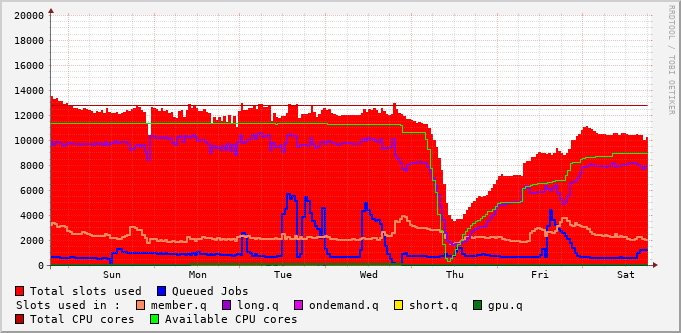 20000
18000
16000
14000
12000
10000
8000
6000
4000
2000
0
Sun Mon Tue Wed Thu Fri Sat
RRDTOOL / TOBI OETIKER
Total slots used Queued Jobs
Slots used in : member.q long.q ondemand.q short.q gpu.q
Total CPU cores Available CPU cores